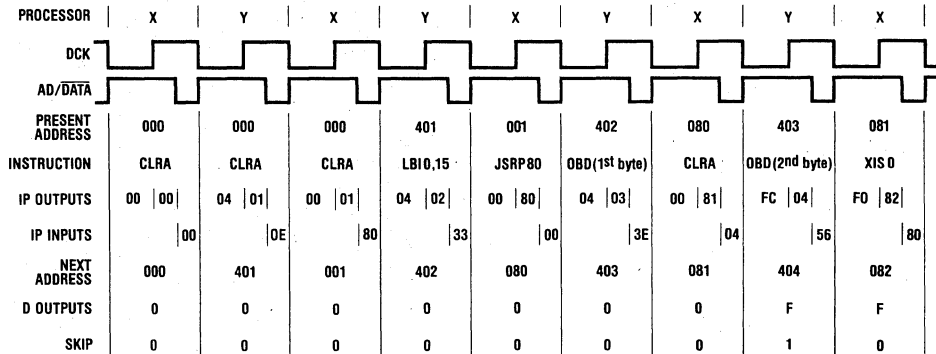 PROCESSOR X Y X Y X Y X Y X
DCK
AD/DATA
PRESENT
ADDRESS 000 000 000 401 001 402 080 403 081
INSTRUCTION CLRA CLRA CLRA LBI 0,15 JSRP 80 OBD (1st byte) CLRA OBD (2nd byte) XIS 0
IP OUTPUTS 00 00 04 01 00 01 04 02 00 80 04 03 00 81 FC 04 F0 82
IP INPUTS 00 0E 80 33 00 3E 04 56 80
NEXT
ADDRESS 000 401 001 402 080 403 081 404 082
D OUTPUTS 0 0 0 0 0 0 0 F F
SKIP 0 0 0 0 0 0 0 1 0